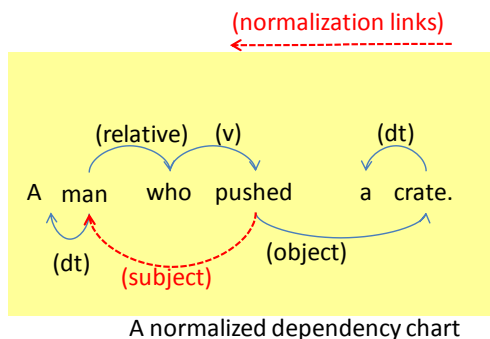 (normalization links)
(relative) (v) (dt)
A man who pushed a crate.
(dt) (subject) (object)
A normalized dependency chart